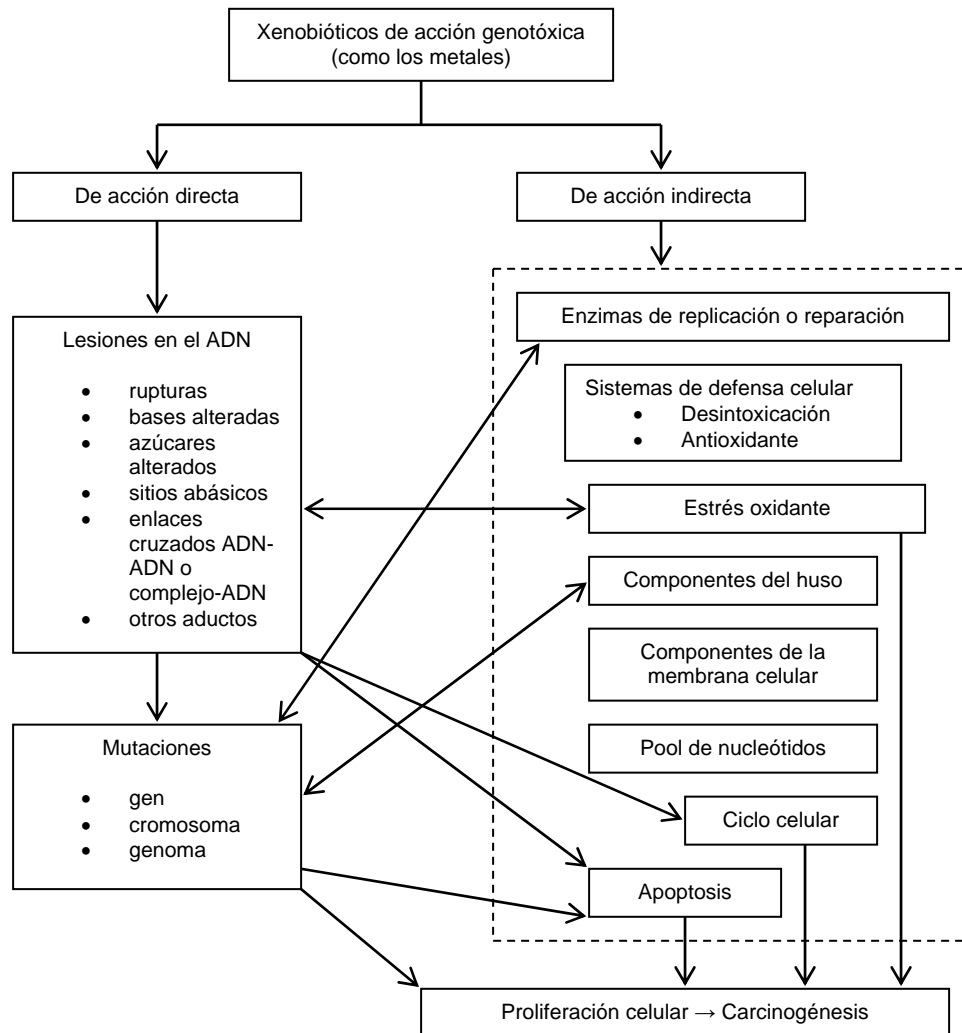 Xenobióticos de acción genotóxica
(como los metales)
De acción directa
De acción indirecta
Lesiones en el ADN
• rupturas
• bases alteradas
• azúcares
alterados
• sitios abásicos
• enlaces
cruzados ADN-
ADN o
complejo-ADN
• otros aductos
Mutaciones
• gen
• cromosoma
• genoma
Enzimas de replicación o reparación
Sistemas de defensa celular
• Desintoxicación
• Antioxidante
Estrés oxidante
Componentes del huso
Componentes de la
membrana celular
Pool de nucleótidos
Ciclo celular
Apoptosis
Proliferación celular → Carcinogénesis